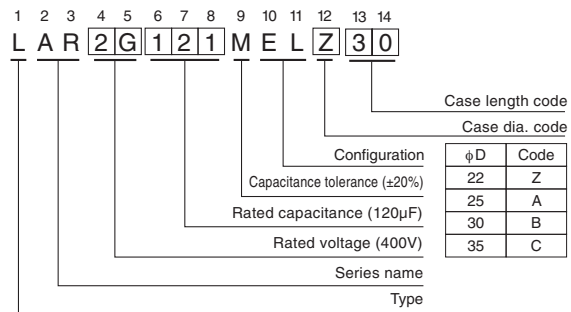 1 2 3 4 5 6 7 8 9 10 11 12 13 14
L A R 2 G 1 2 1 M E L Z 3 0
Case length code
Case dia. code
Configuration
Capacitance tolerance (±20%)
Rated capacitance (120µF)
Rated voltage (400V)
Series name
Type
ϕD Code
22 Z
25 A
30 B
35 C